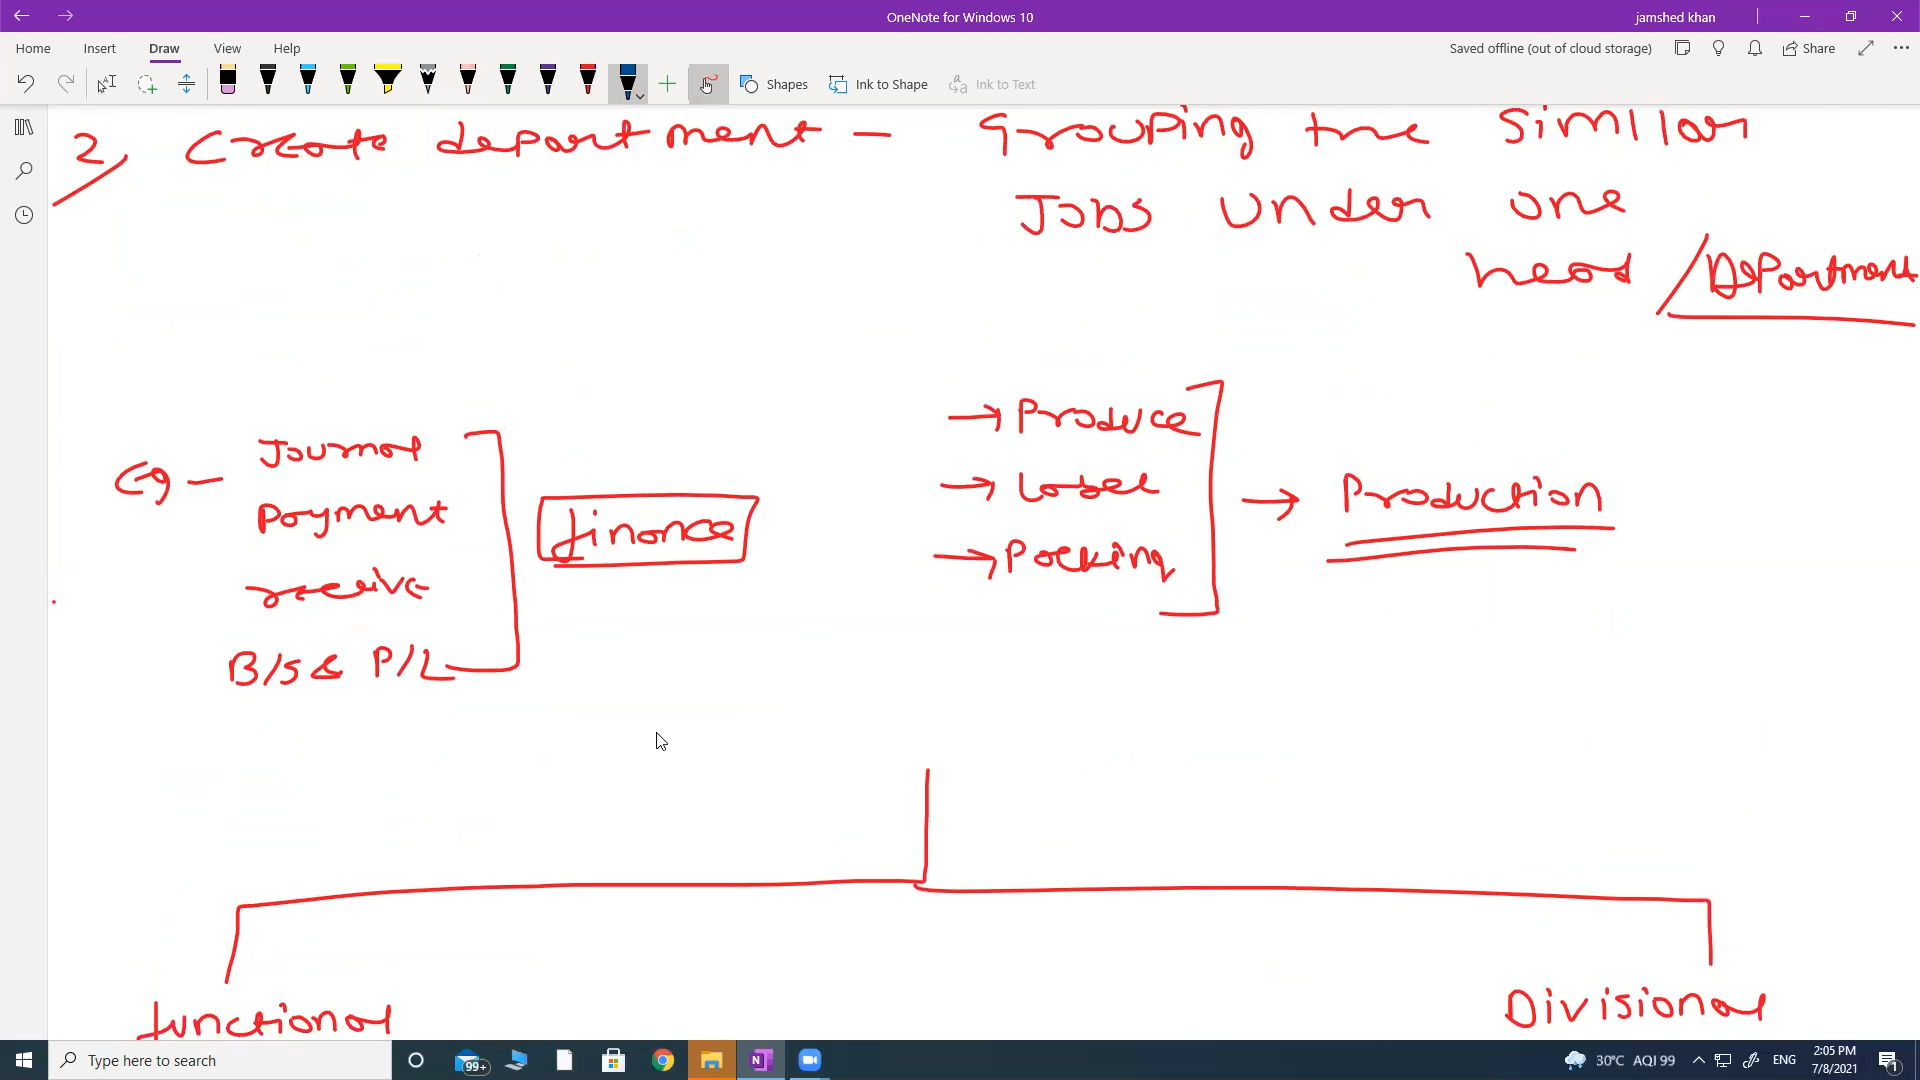 OneNote for Windows 10
jamshed khan
Home Insert Draw View Help
Saved offline (out of cloud storage)
Share
Shapes
Ink to Shape
Ink to Text
2, Create department - Grouping the Similar
Jobs under one
head / Department
Eg -
Journal
Payment
receive
B/S & P/L
finance
→ Produce
→ Label
→ Packing
→ Production
functional
Divisional
Type here to search
99+
30°C AQI 99
ENG
2:05 PM
7/8/2021
1